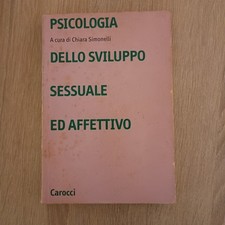 PSICOLOGIA
A cura di Chiara Simonelli
DELLO SVILUPPO
SESSUALE
ED AFFETTIVO
Carocci